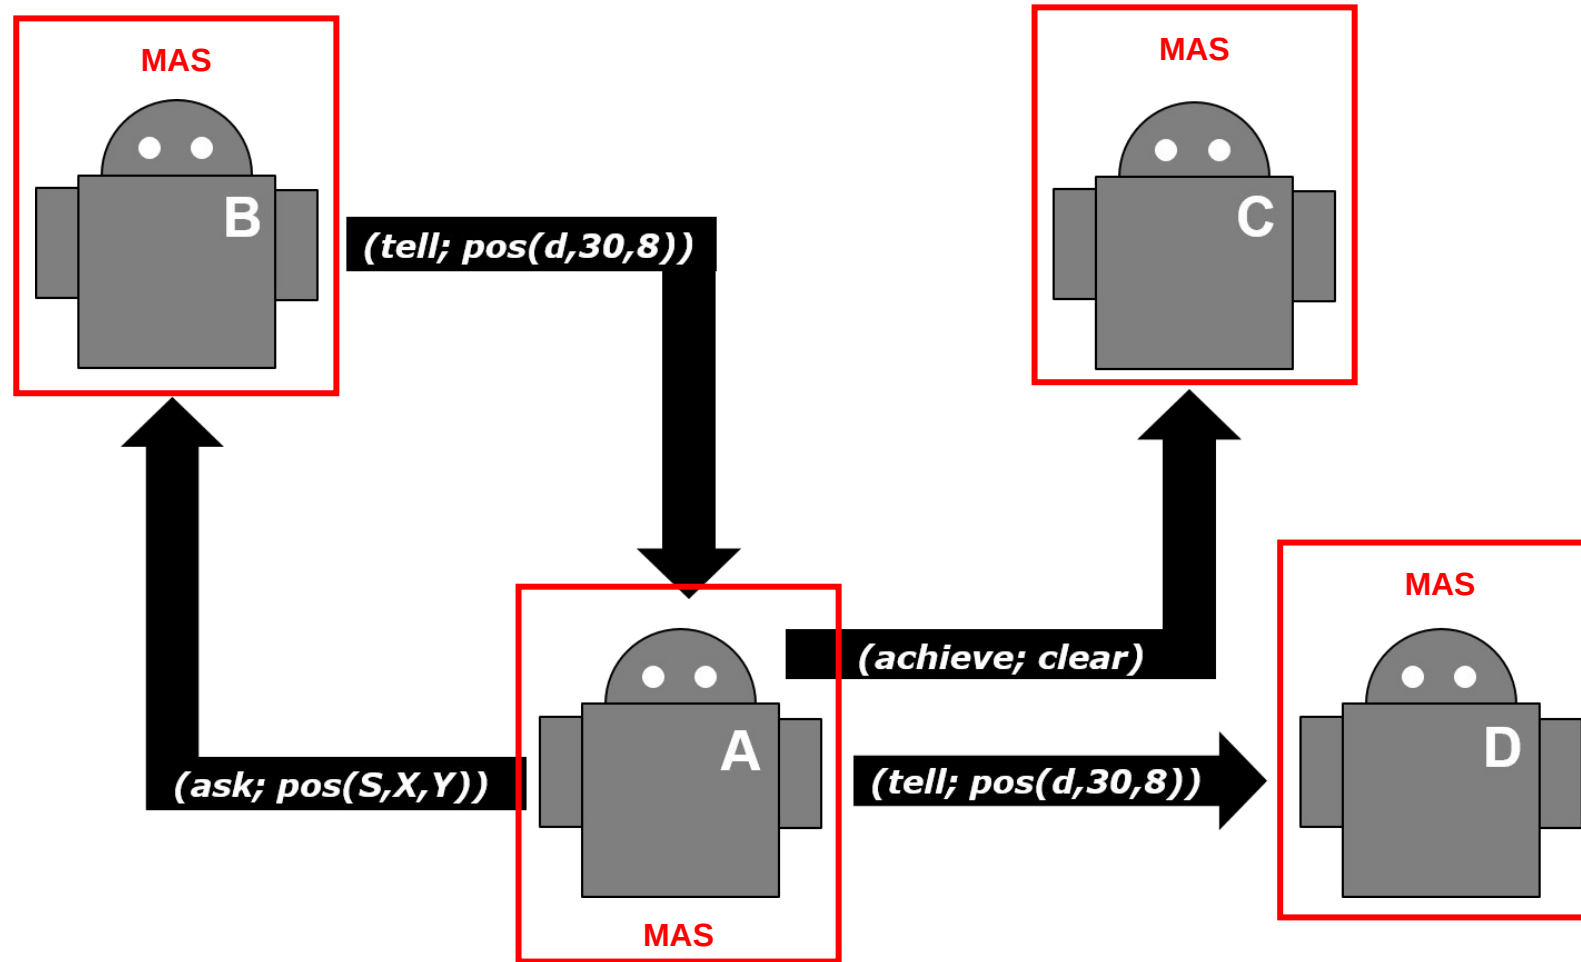 MAS
B
(tell; pos(d,30,8))
MAS
C
(ask; pos(S,X,Y))
A
MAS
(achieve; clear)
(tell; pos(d,30,8))
MAS
D